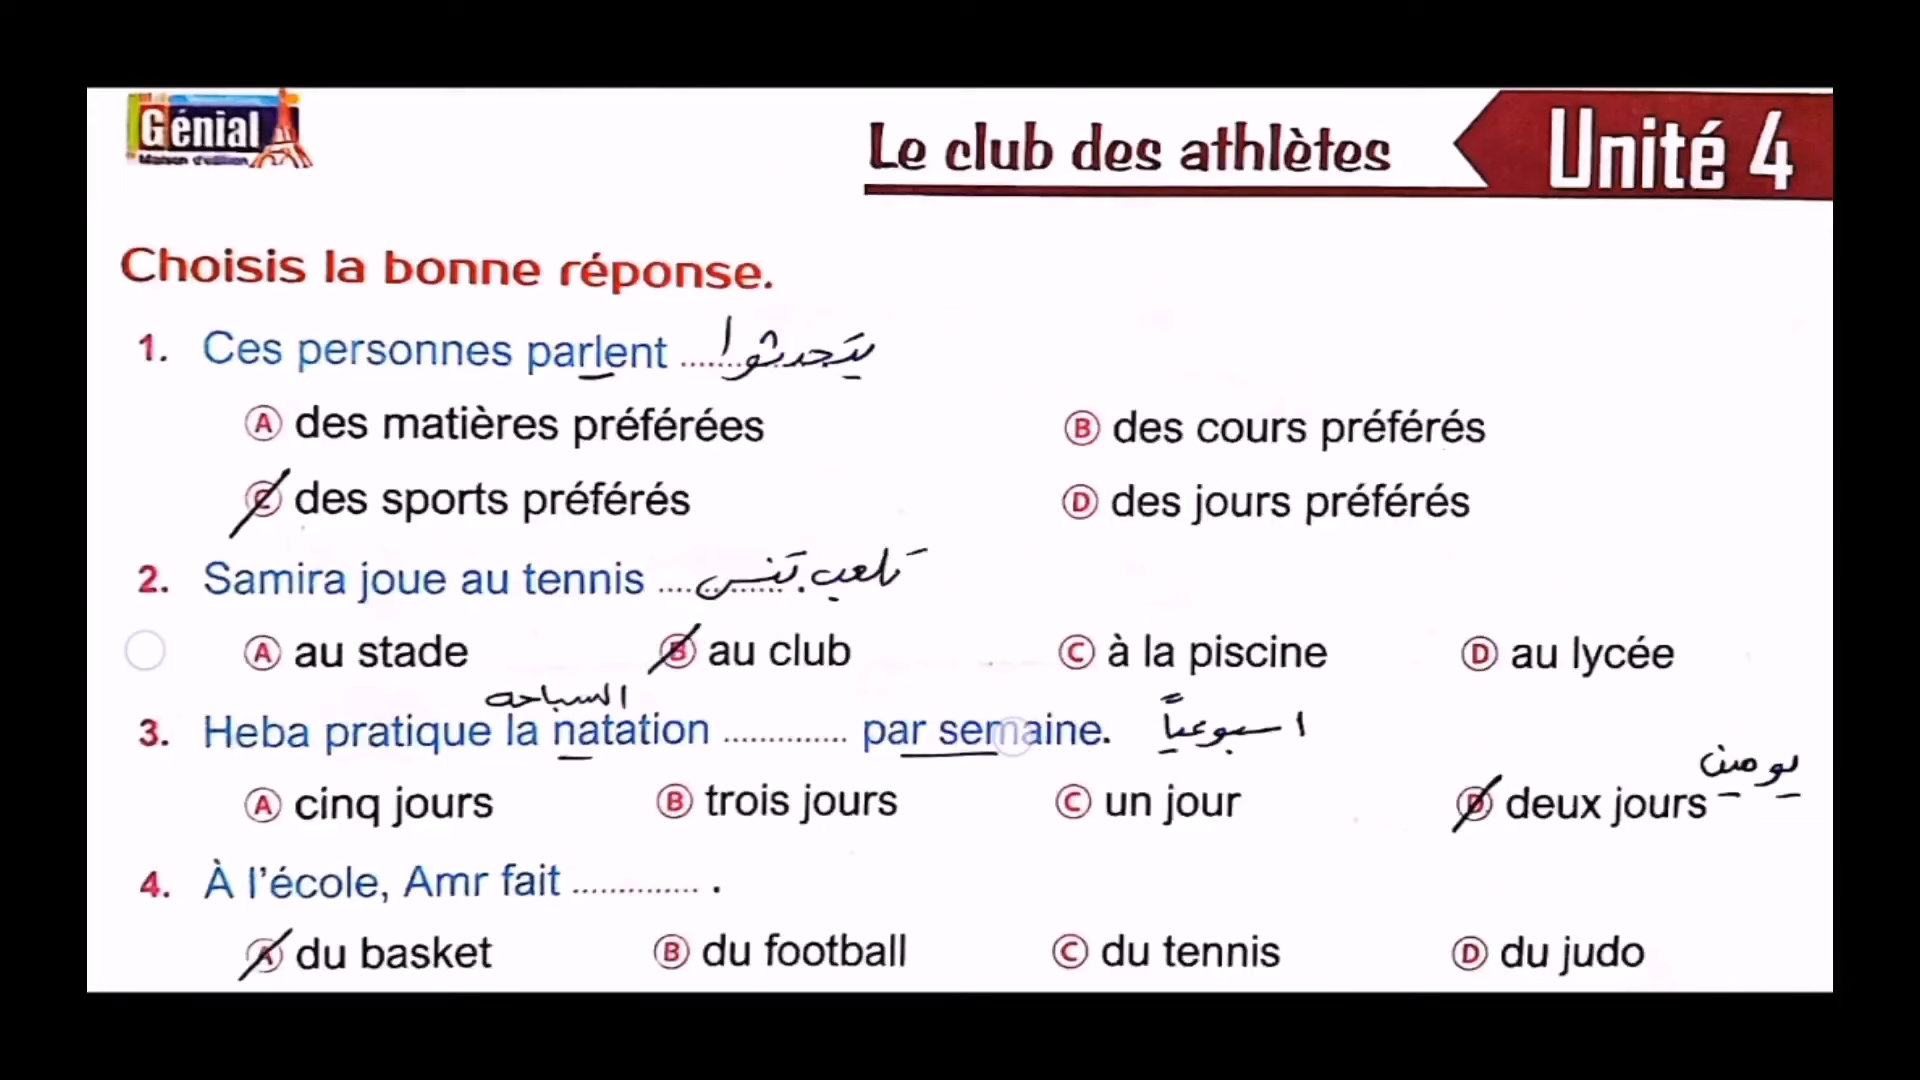 Génial
Maison d'édition
Le club des athlètes
Unité 4
Choisis la bonne réponse.
1. Ces personnes parlent ............ يتحدثوا
A des matières préférées B des cours préférés
C des sports préférés D des jours préférés
2. Samira joue au tennis ............. تلعب تنس
A au stade B au club C à la piscine D au lycée
السباحه
3. Heba pratique la natation ............. par semaine. اسبوعياً
يومين
A cinq jours B trois jours C un jour D deux jours
4. À l'école, Amr fait ............. .
A du basket B du football C du tennis D du judo